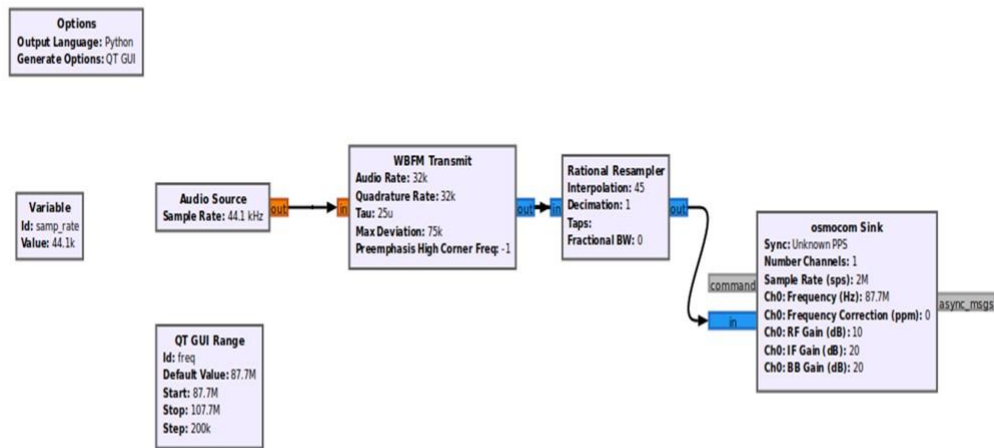 Options
Output Language: Python
Generate Options: QT GUI
Variable
Id: samp_rate
Value: 44.1k
Audio Source
Sample Rate: 44.1 kHz
out
in
WBFM Transmit
Audio Rate: 32k
Quadrature Rate: 32k
Tau: 25u
Max Deviation: 75k
Preemphasis High Corner Freq: -1
out
in
Rational Resampler
Interpolation: 45
Decimation: 1
Taps:
Fractional BW: 0
out
command
in
osmocom Sink
Sync: Unknown PPS
Number Channels: 1
Sample Rate (sps): 2M
Ch0: Frequency (Hz): 87.7M
Ch0: Frequency Correction (ppm): 0
Ch0: RF Gain (dB): 10
Ch0: IF Gain (dB): 20
Ch0: BB Gain (dB): 20
async_msgs
QT GUI Range
Id: freq
Default Value: 87.7M
Start: 87.7M
Stop: 107.7M
Step: 200k